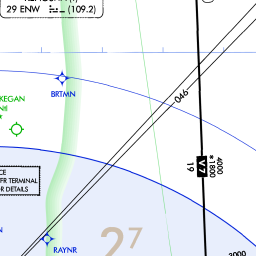 29 ENW (109.2)
BRTMN
KEGAN
046
4000
*1800
V7
19
CE
FR TERMINAL
R DETAILS
27
RAYNR
3000